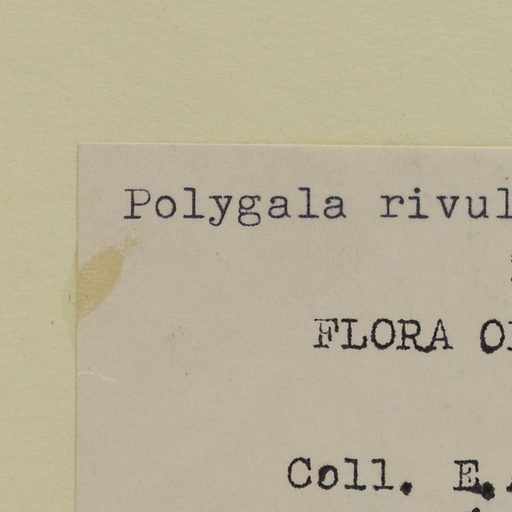 Polygala rivul
FLORA O
Coll. E.